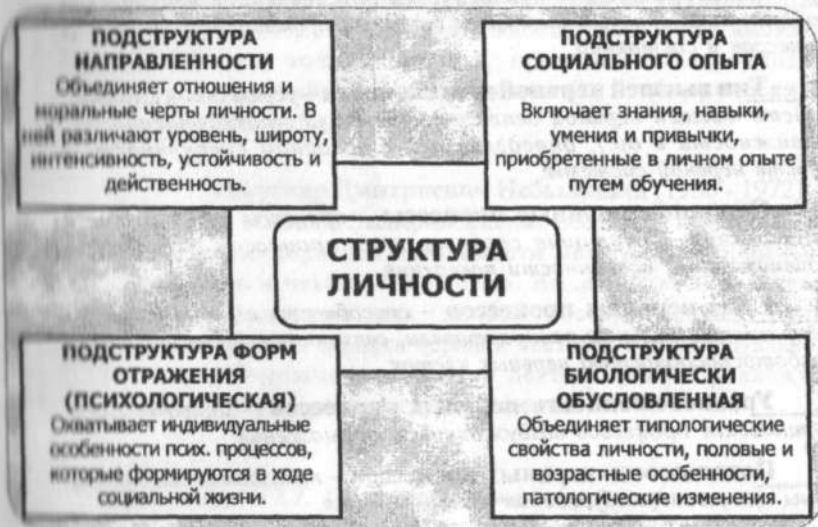 ПОДСТРУКТУРА
НАПРАВЛЕННОСТИ
Объединяет отношения и
моральные черты личности. В
ней различают уровень, широту,
интенсивность, устойчивость и
действенность.
ПОДСТРУКТУРА
СОЦИАЛЬНОГО ОПЫТА
Включает знания, навыки,
умения и привычки,
приобретенные в личном опыте
путем обучения.
СТРУКТУРА
ЛИЧНОСТИ
ПОДСТРУКТУРА ФОРМ
ОТРАЖЕНИЯ
(ПСИХОЛОГИЧЕСКАЯ)
Охватывает индивидуальные
особенности псих. процессов,
которые формируются в ходе
социальной жизни.
ПОДСТРУКТУРА
БИОЛОГИЧЕСКИ
ОБУСЛОВЛЕННАЯ
Объединяет типологические
свойства личности, половые и
возрастные особенности,
патологические изменения.